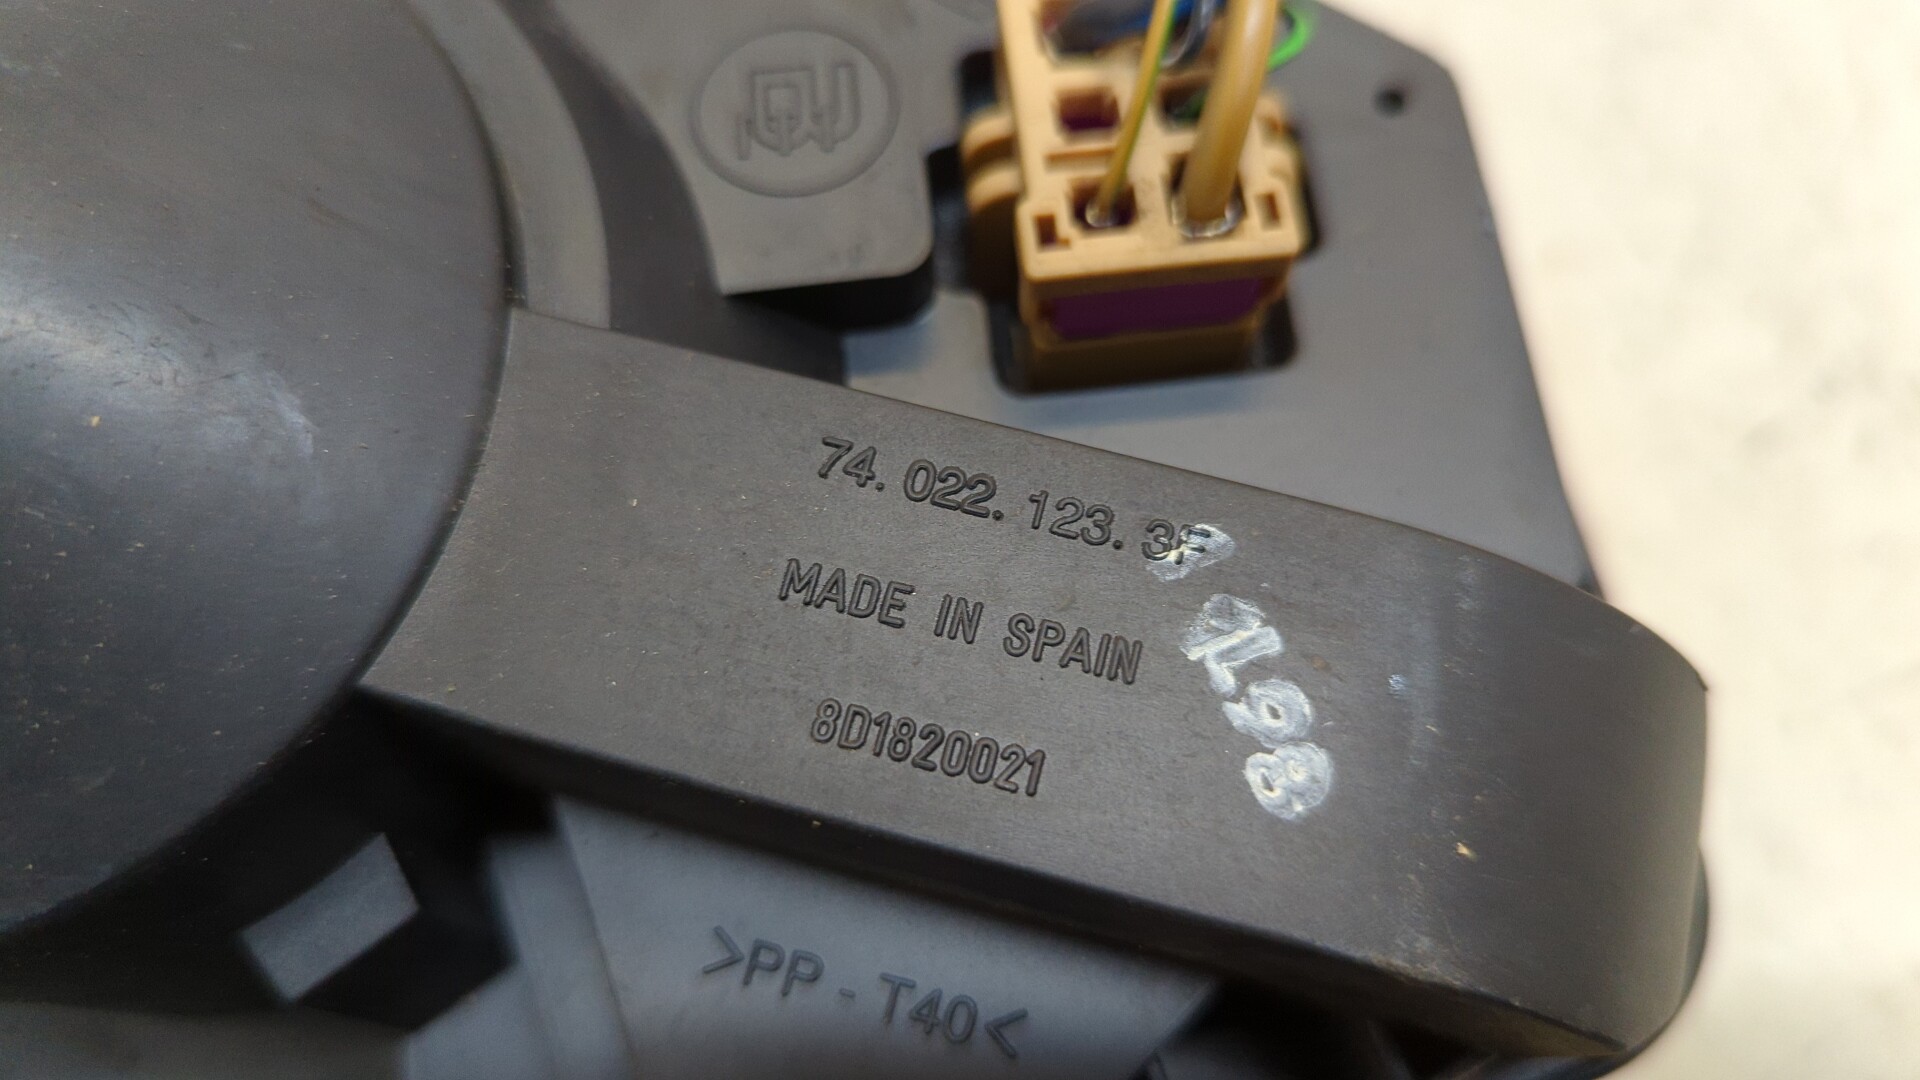 74.022.123.3F
MADE IN SPAIN
8D1820021
>PP-T40<